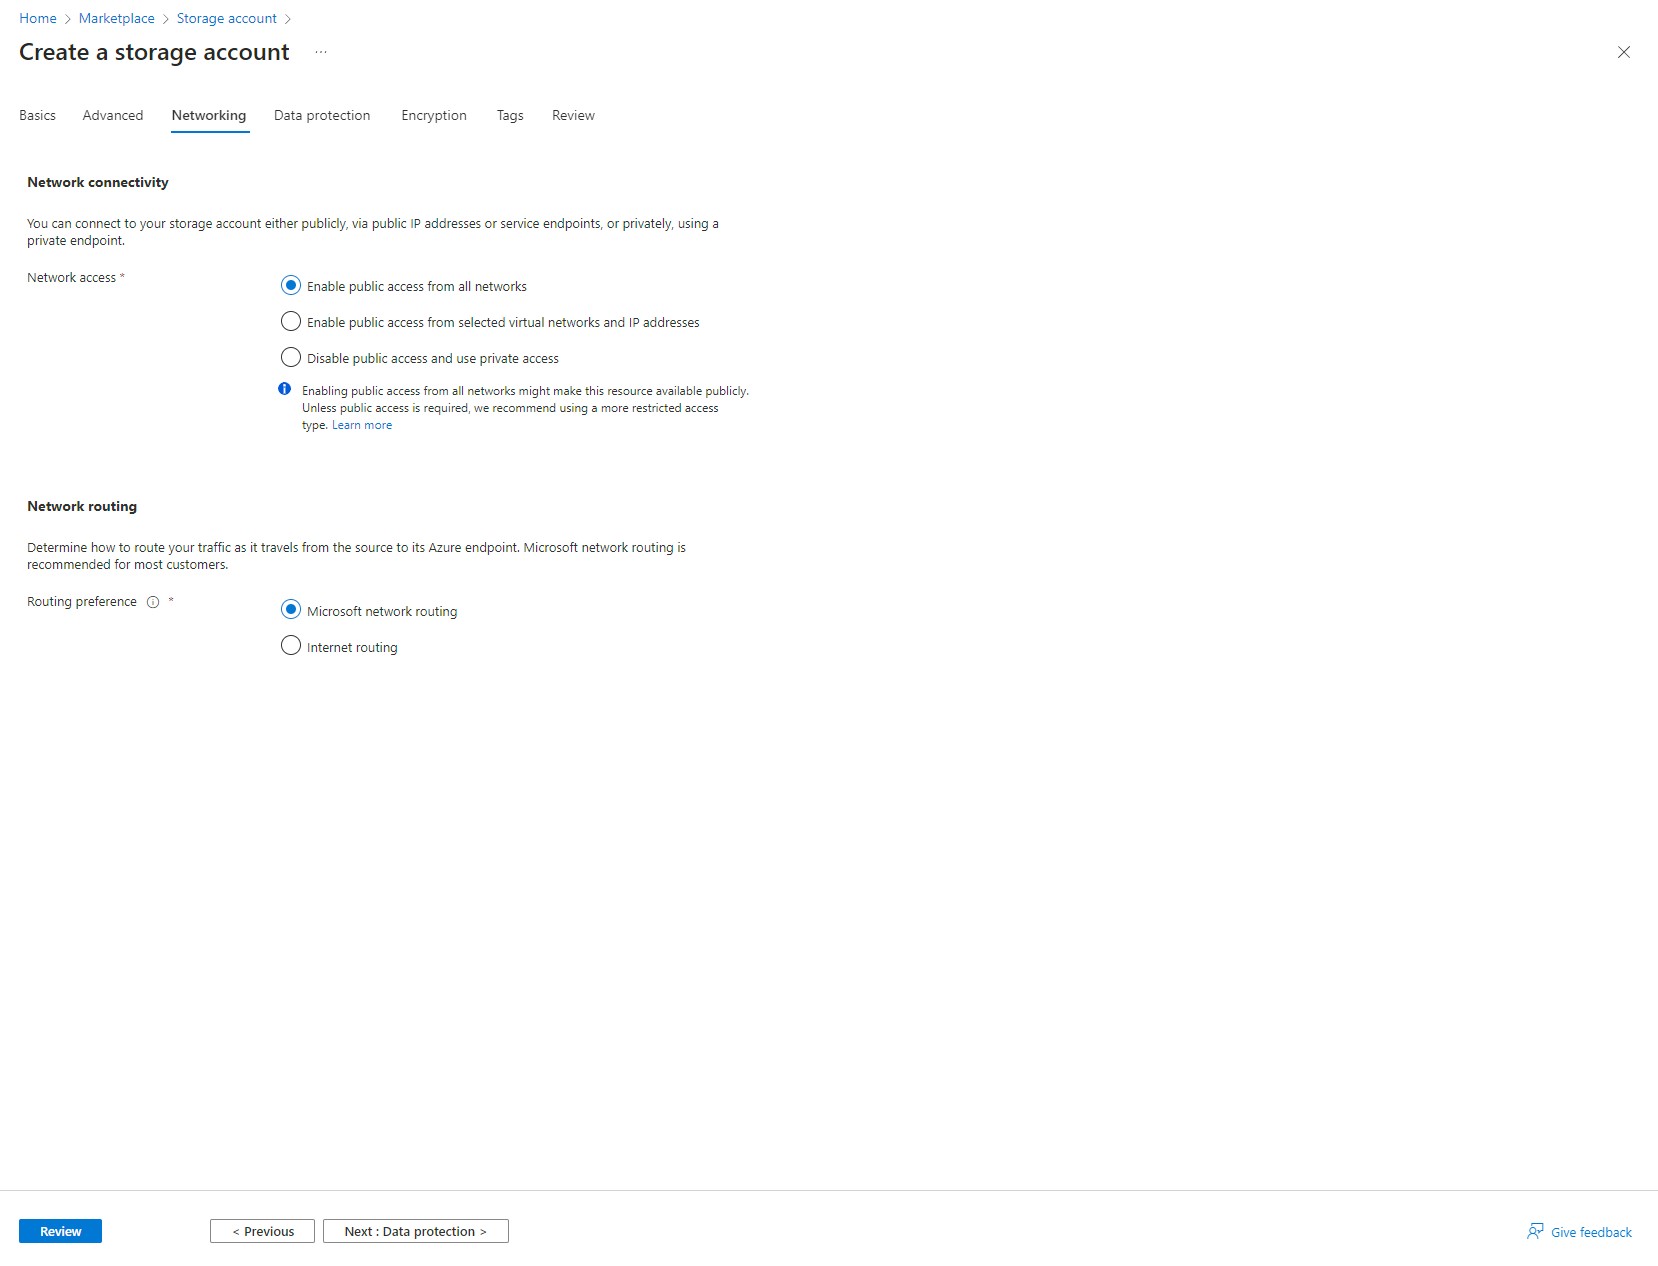 Home > Marketplace > Storage account >
Create a storage account ...
Basics Advanced Networking Data protection Encryption Tags Review
Network connectivity
You can connect to your storage account either publicly, via public IP addresses or service endpoints, or privately, using a
private endpoint.
Network access *
Enable public access from all networks
Enable public access from selected virtual networks and IP addresses
Disable public access and use private access
Enabling public access from all networks might make this resource available publicly.
Unless public access is required, we recommend using a more restricted access
type. Learn more
Network routing
Determine how to route your traffic as it travels from the source to its Azure endpoint. Microsoft network routing is
recommended for most customers.
Routing preference *
Microsoft network routing
Internet routing
Review < Previous Next : Data protection > Give feedback